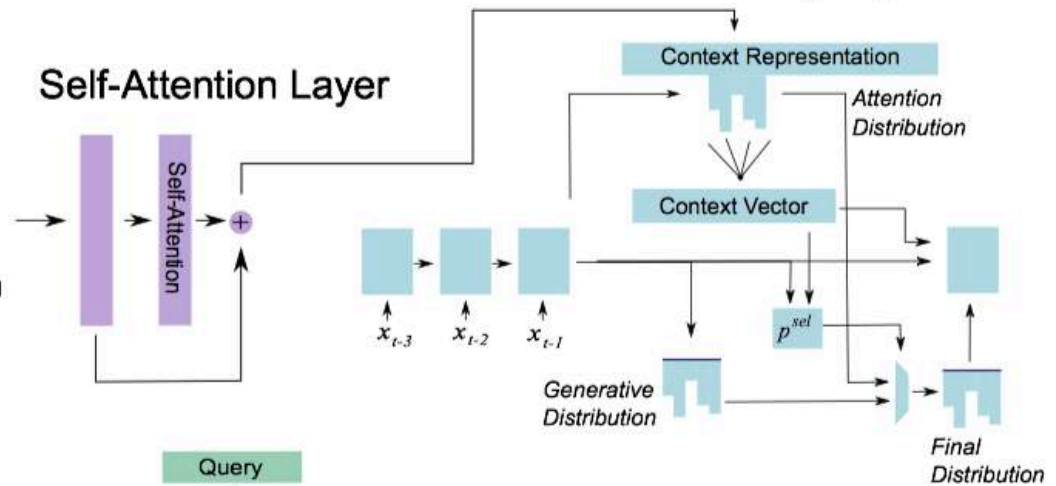 Context Representation
Self-Attention Layer
Attention
Distribution
Self-Attention
+
Context Vector
x_{t-3}
x_{t-2}
x_{t-1}
p^{sel}
Generative
Distribution
Query
Final
Distribution